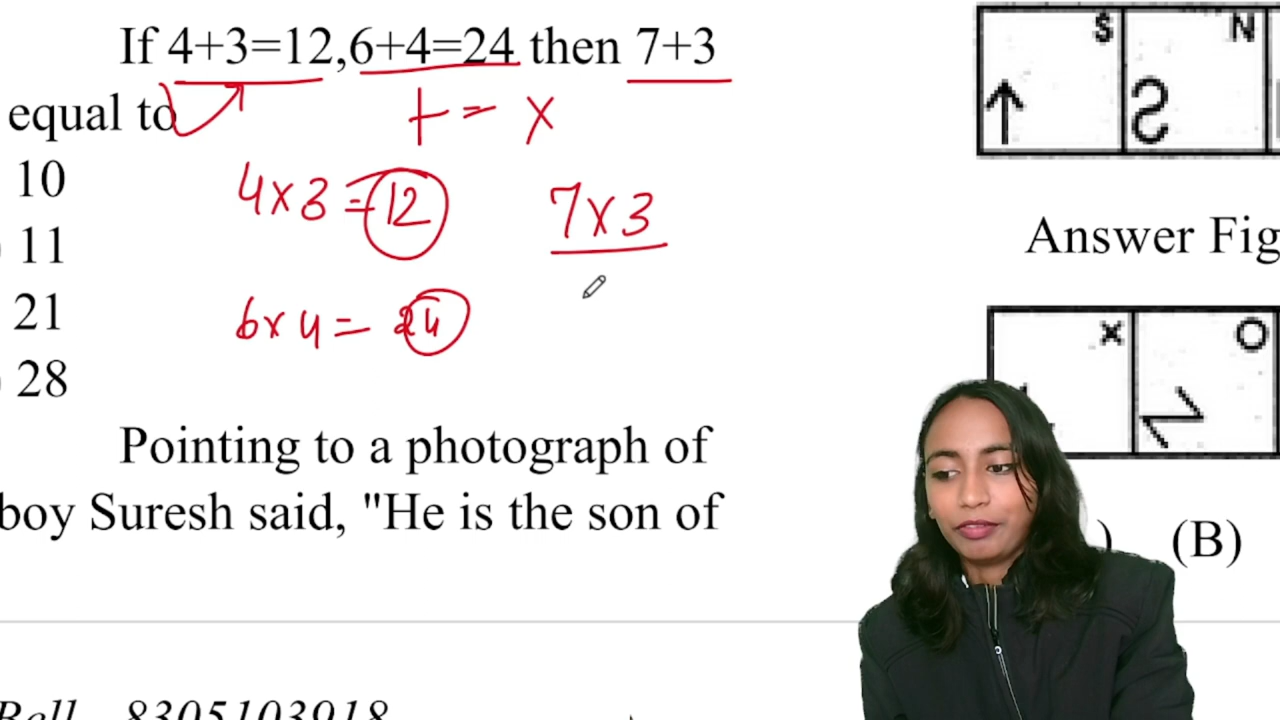 If 4+3=12,6+4=24 then 7+3
equal to
+ = x
10
4x3 = 12
7x3
11
21
6x4 = 24
28
Pointing to a photograph of
boy Suresh said, "He is the son of
8305103918
S
N
Answer Fig
x
O
) (B)